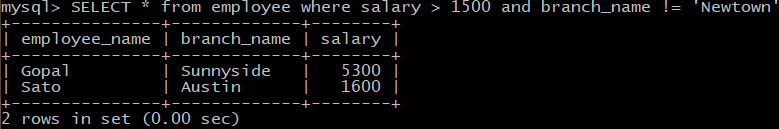 mysql> SELECT * from employee where salary > 1500 and branch_name != 'Newtown'
+---------------+-------------+--------+
| employee_name | branch_name | salary |
+---------------+-------------+--------+
| Gopal         | Sunnyside   |   5300 |
| Sato          | Austin      |   1600 |
+---------------+-------------+--------+
2 rows in set (0.00 sec)